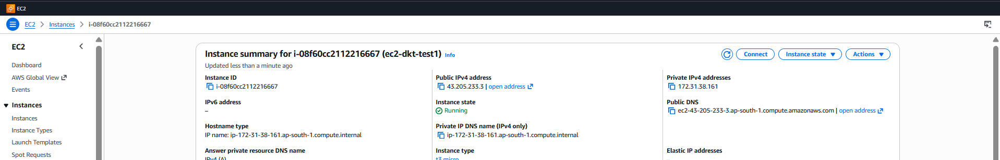 EC2
EC2 > Instances > i-08f60cc2112216667
EC2
Dashboard
AWS Global View
Events
Instances
Instances
Instance Types
Launch Templates
Spot Requests
Instance summary for i-08f60cc2112216667 (ec2-dkt-test1) Info
Connect
Instance state
Actions
Updated less than a minute ago
Instance ID
i-08f60cc2112216667
Public IPv4 address
43.205.233.3 | open address
Private IPv4 addresses
172.31.38.161
IPv6 address
–
Instance state
Running
Public DNS
ec2-43-205-233-3.ap-south-1.compute.amazonaws.com | open address
Hostname type
IP name: ip-172-31-38-161.ap-south-1.compute.internal
Private IP DNS name (IPv4 only)
ip-172-31-38-161.ap-south-1.compute.internal
Answer private resource DNS name
IPv4 (A)
Instance type
t3.micro
Elastic IP addresses